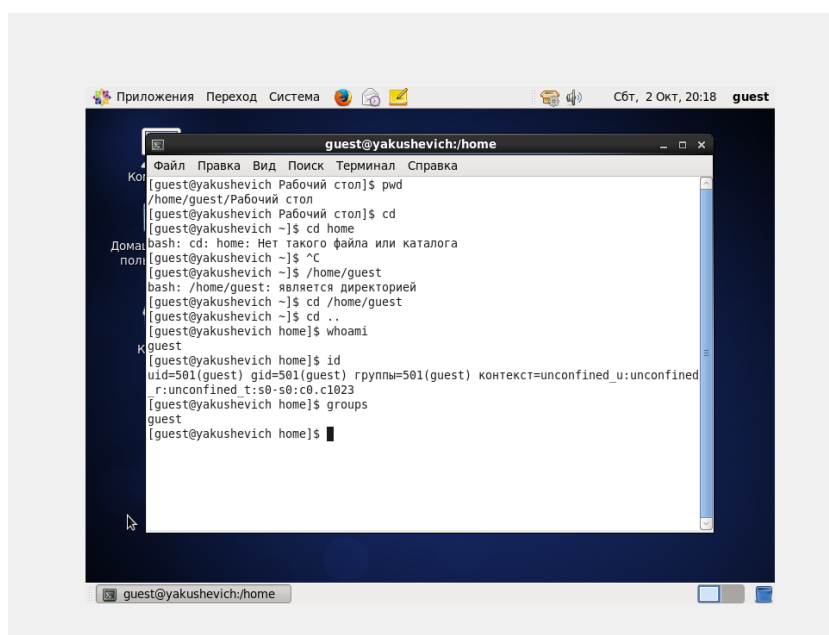 Приложения Переход Система Сбт, 2 Окт, 20:18 guest
guest@yakushevich:/home
Файл Правка Вид Поиск Терминал Справка
[guest@yakushevich Рабочий стол]$ pwd
/home/guest/Рабочий стол
[guest@yakushevich Рабочий стол]$ cd
[guest@yakushevich ~]$ cd home
bash: cd: home: Нет такого файла или каталога
[guest@yakushevich ~]$ ^C
[guest@yakushevich ~]$ /home/guest
bash: /home/guest: является директорией
[guest@yakushevich ~]$ cd /home/guest
[guest@yakushevich ~]$ cd ..
[guest@yakushevich home]$ whoami
guest
[guest@yakushevich home]$ id
uid=501(guest) gid=501(guest) группы=501(guest) контекст=unconfined_u:unconfined
_r:unconfined_t:s0-s0:c0.c1023
[guest@yakushevich home]$ groups
guest
[guest@yakushevich home]$
guest@yakushevich:/home